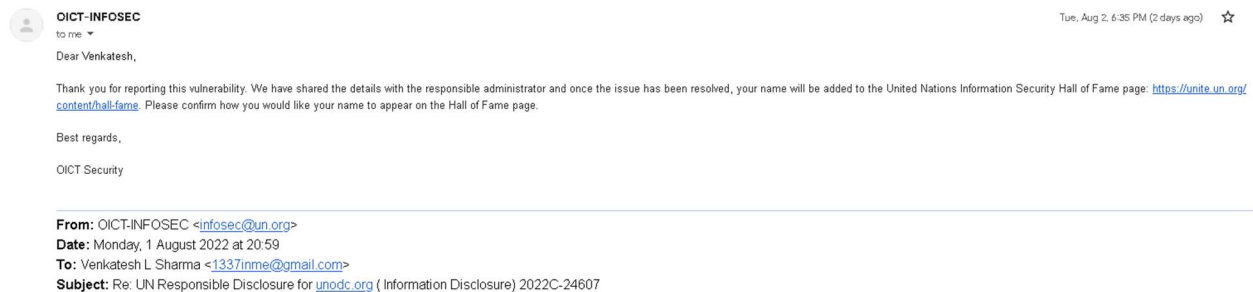 OICT-INFOSEC
Tue, Aug 2, 6:35 PM (2 days ago)
to me
Dear Venkatesh,
Thank you for reporting this vulnerability. We have shared the details with the responsible administrator and once the issue has been resolved, your name will be added to the United Nations Information Security Hall of Fame page: https://unite.un.org/
content/hall-fame. Please confirm how you would like your name to appear on the Hall of Fame page.
Best regards,
OICT Security
From: OICT-INFOSEC <infosec@un.org>
Date: Monday, 1 August 2022 at 20:59
To: Venkatesh L Sharma <1337inme@gmail.com>
Subject: Re: UN Responsible Disclosure for unodc.org ( Information Disclosure) 2022C-24607